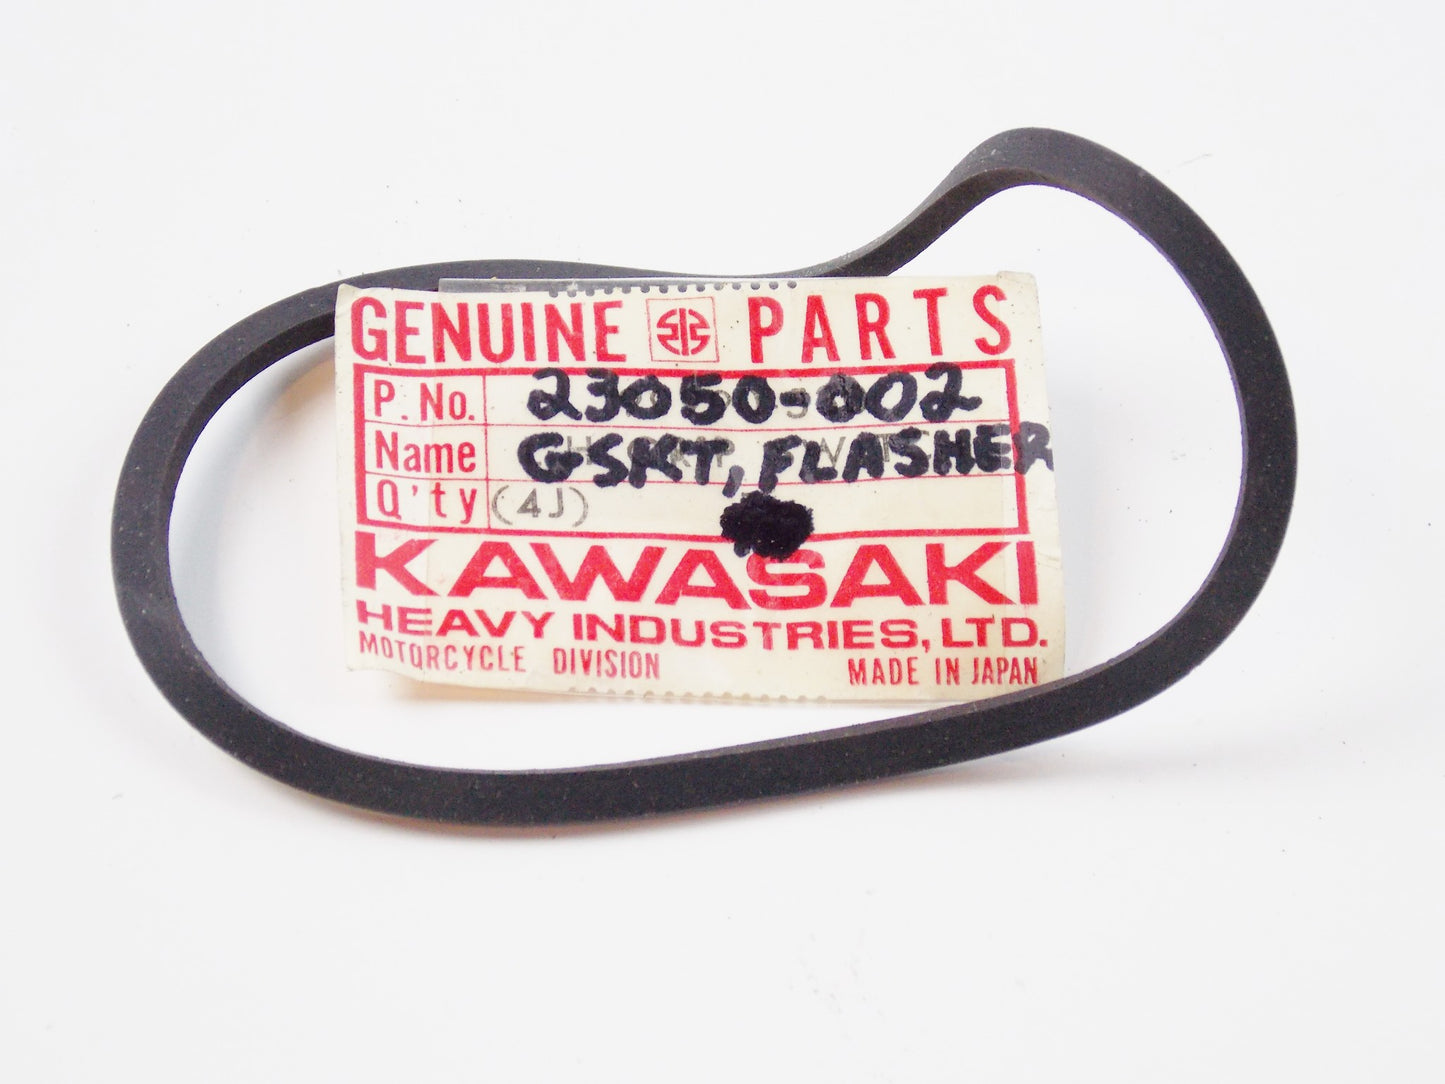 GENUINE PARTS
P. No. 23050-002
Name GSKT, FLASHER
Q'ty (4J)
KAWASAKI
HEAVY INDUSTRIES, LTD.
MOTORCYCLE DIVISION MADE IN JAPAN